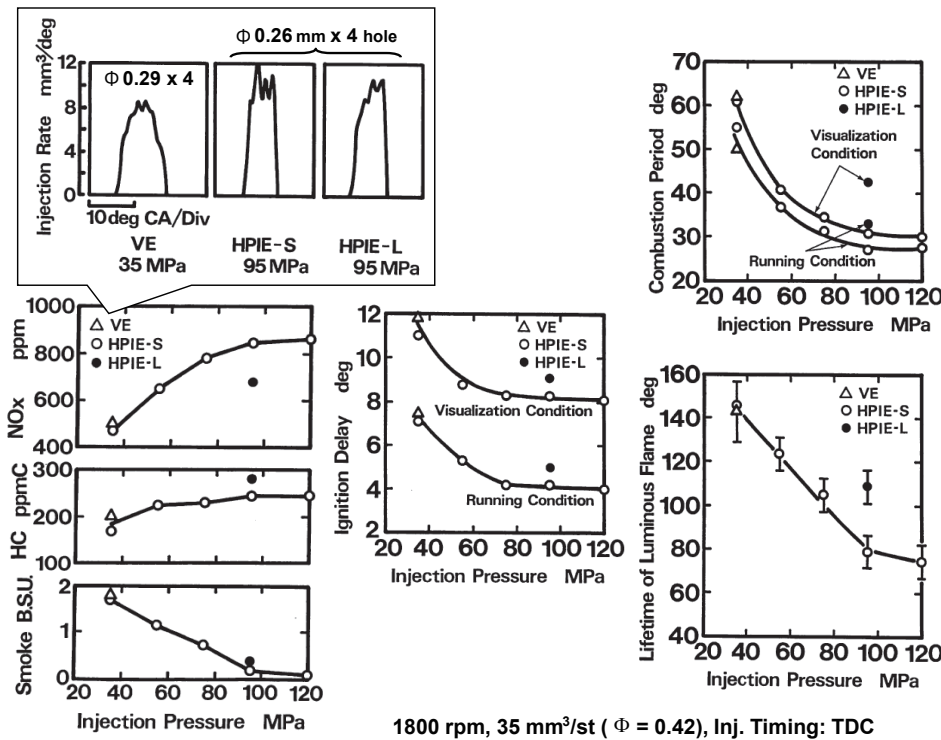 Φ 0.26 mm x 4 hole
Injection Rate mm³/deg
12
8
4
0
Φ 0.29 x 4
10deg CA/Div
VE
35 MPa
HPIE-S
95MPa
HPIE-L
95MPa
NOx ppm
1000
800
600
400
△ VE
○ HPIE-S
● HPIE-L
HC ppmC
300
200
100
Smoke B.S.U.
2
1
0
20 40 60 80 100 120
Injection Pressure MPa
Ignition Delay deg
12
10
8
6
4
2
△ VE
○ HPIE-S
● HPIE-L
Visualization Condition
Running Condition
20 40 60 80 100 120
Injection Pressure MPa
Combustion Period deg
70
60
50
40
30
20
△ VE
○ HPIE-S
● HPIE-L
Visualization
Condition
Running Condition
20 40 60 80 100 120
Injection Pressure MPa
Lifetime of Luminous Flame deg
140
120
100
80
60
40
△ VE
○ HPIE-S
● HPIE-L
20 40 60 80 100 120
Injection Pressure MPa
1800 rpm, 35 mm³/st ( Φ = 0.42), Inj. Timing: TDC